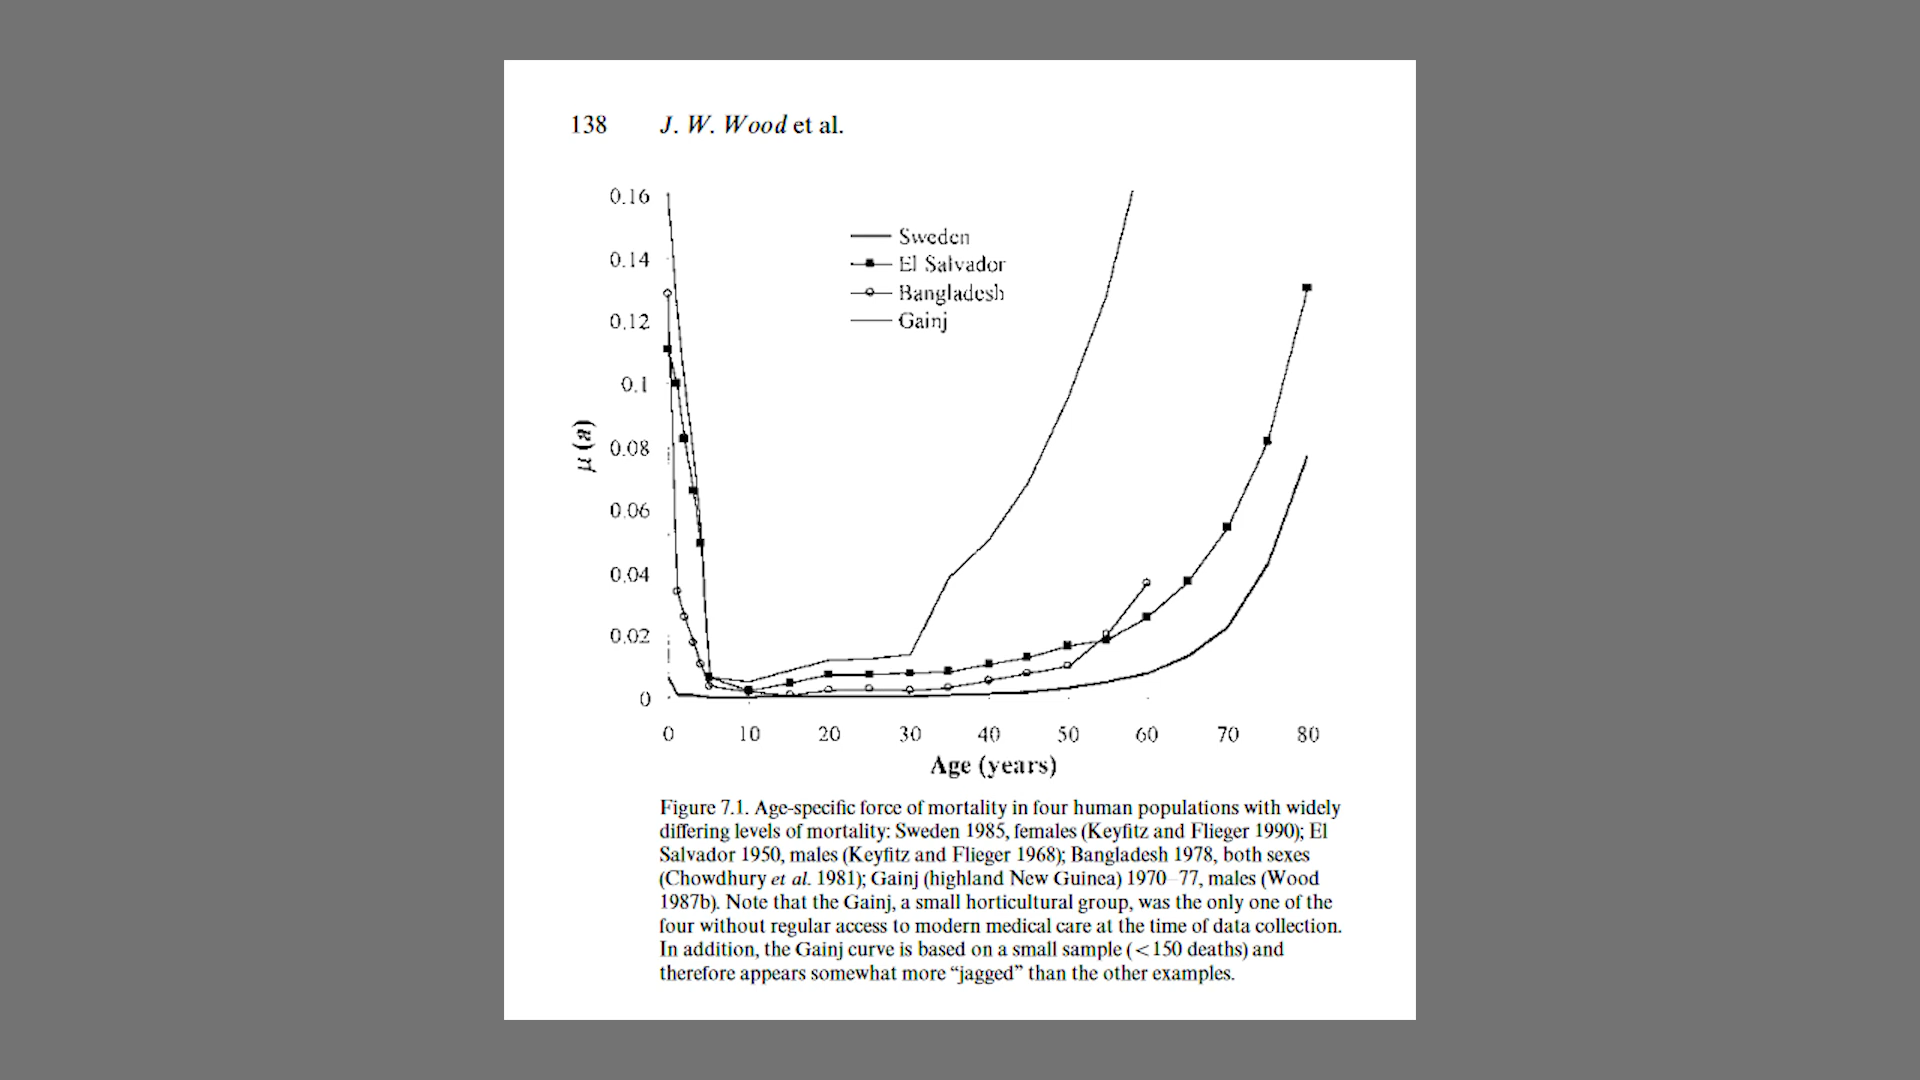 138 J. W. Wood et al.
0.16
0.14
0.12
0.1
0.08
0.06
0.04
0.02
0
μ (a)
Sweden
El Salvador
Bangladesh
Gainj
0 10 20 30 40 50 60 70 80
Age (years)
Figure 7.1. Age-specific force of mortality in four human populations with widely
differing levels of mortality: Sweden 1985, females (Keyfitz and Flieger 1990); El
Salvador 1950, males (Keyfitz and Flieger 1968); Bangladesh 1978, both sexes
(Chowdhury et al. 1981); Gainj (highland New Guinea) 1970–77, males (Wood
1987b). Note that the Gainj, a small horticultural group, was the only one of the
four without regular access to modern medical care at the time of data collection.
In addition, the Gainj curve is based on a small sample (<150 deaths) and
therefore appears somewhat more “jagged” than the other examples.